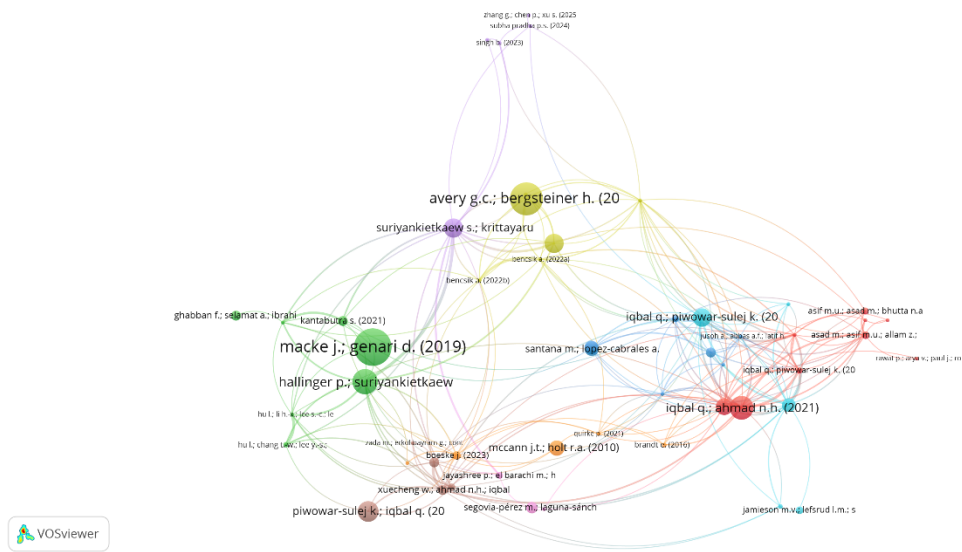 zhang g.; chen p.; xu s. (2025
subha pradha p.s. (2024)
singh b. (2023)
avery g.c.; bergsteiner h. (20
suriyankietkaew s.; krittayaru
bencsik a. (2022a)
bencsik a. (2022b)
ghabban f.; selamat a.; ibrahi
kantabutra s. (2021)
iqbal q.; piwowar-sulej k. (20
asif m.u.; asad m.; bhutta n.a
asad m.; asif m.u.; allam z.;
macke j.; genari d. (2019)
santana m.; lopez-cabrales a.
iqbal q.; piwowar-sulej k. (20
hallinger p.; suriyankietkaew
iqbal q.; ahmad n.h. (2021)
quirke a. (2021)
mccann j.t.; holt r.a. (2010)
brandt c. (2016)
boeske j. (2023)
jayashree p.; el barachi m.; h
xuecheng w.; ahmad n.h.; iqbal
piwowar-sulej k.; iqbal q. (20
segovia-pérez m.; laguna-sánch
jamieson m.v.; lefsrud l.m.; s
VOSviewer